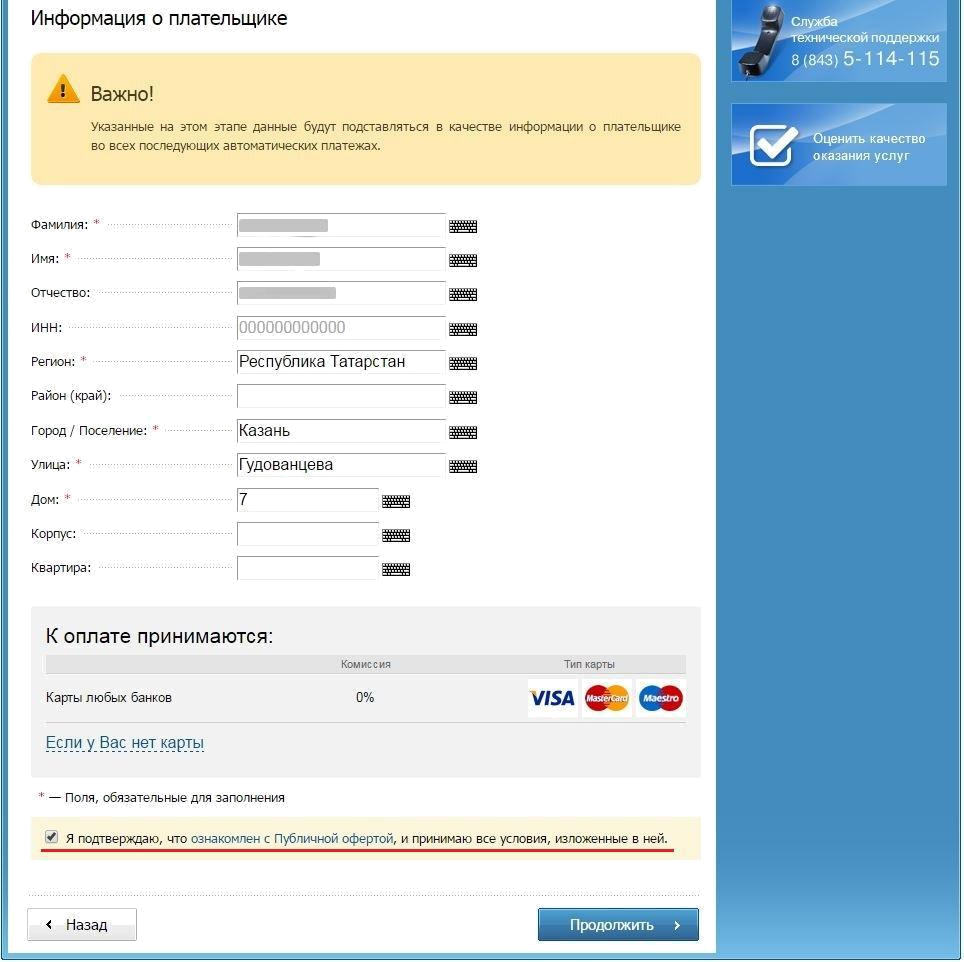 Информация о плательщике
Важно!
Указанные на этом этапе данные будут подставляться в качестве информации о плательщике
во всех последующих автоматических платежах.
Фамилия: *
Имя: *
Отчество:
ИНН: 000000000000
Регион: * Республика Татарстан
Район (край):
Город / Поселение: * Казань
Улица: * Гудованцева
Дом: * 7
Корпус:
Квартира:
К оплате принимаются:
Комиссия Тип карты
Карты любых банков 0% VISA MasterCard Maestro
Если у Вас нет карты
* — Поля, обязательные для заполнения
Я подтверждаю, что ознакомлен с Публичной офертой, и принимаю все условия, изложенные в ней.
Назад Продолжить
Служба
технической поддержки
8 (843) 5-114-115
Оценить качество
оказания услуг